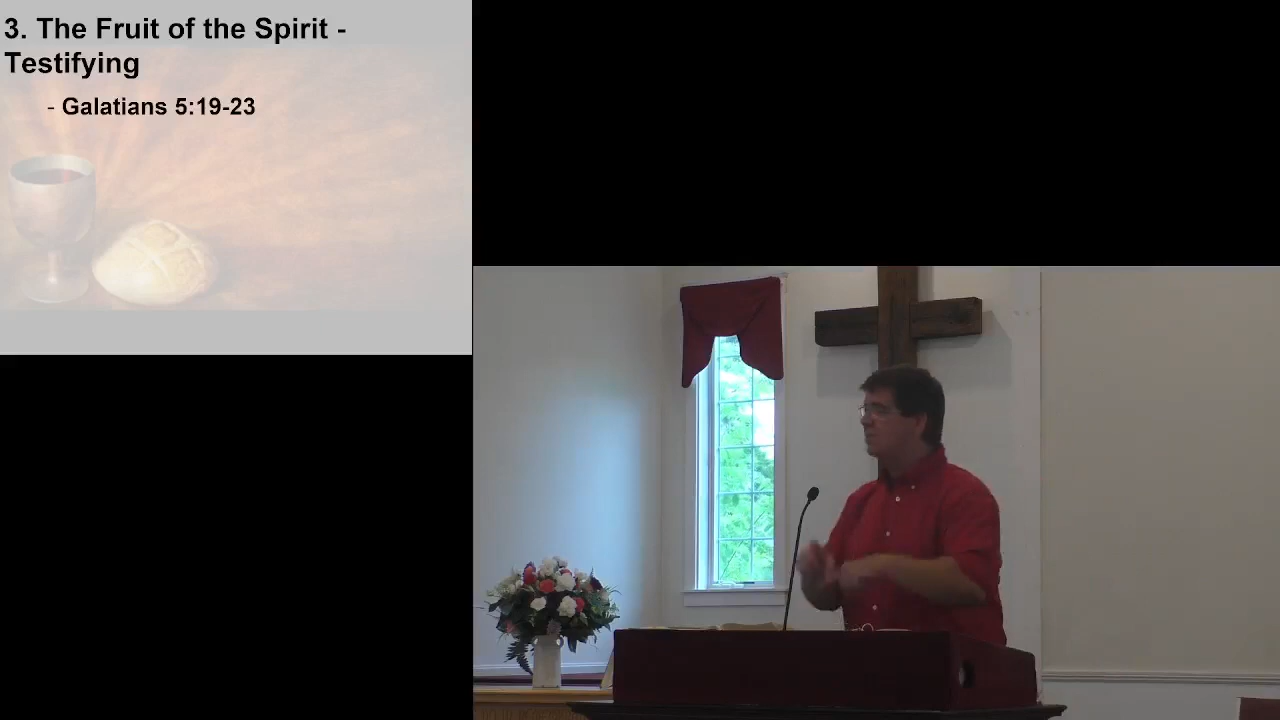 3. The Fruit of the Spirit -
Testifying
- Galatians 5:19-23